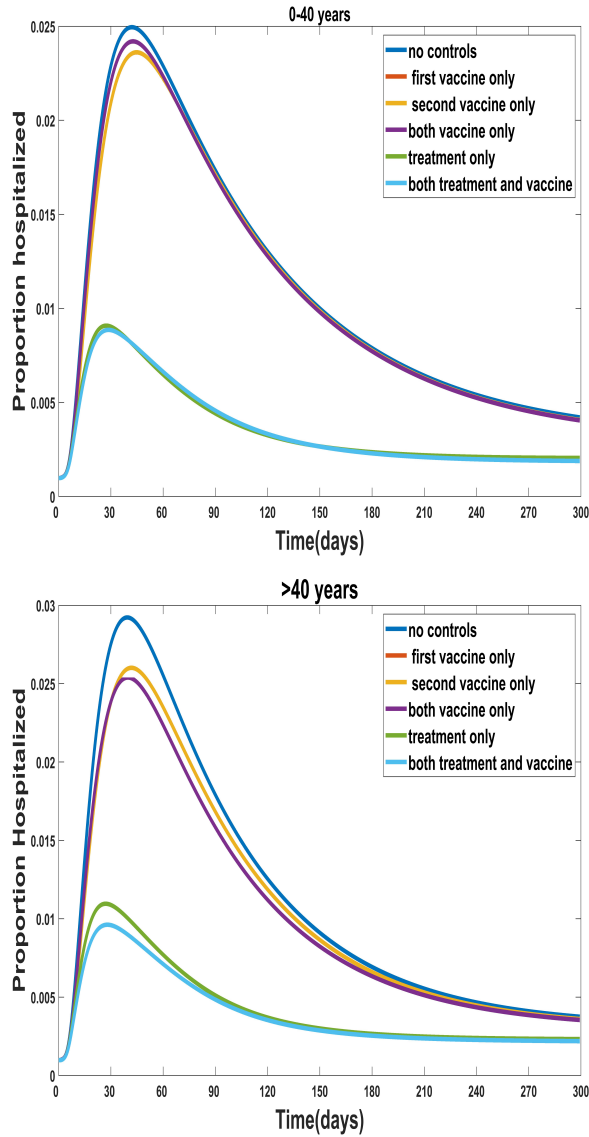 0-40 years
0.025
0.02
0.015
0.01
0.005
0
Proportion hospitalized
no controls
first vaccine only
second vaccine only
both vaccine only
treatment only
both treatment and vaccine
0 30 60 90 120 150 180 210 240 270 300
Time(days)
>40 years
0.03
0.025
0.02
0.015
0.01
0.005
0
Proportion Hospitalized
no controls
first vaccine only
second vaccine only
both vaccine only
treatment only
both treatment and vaccine
0 30 60 90 120 150 180 210 240 270 300
Time(days)